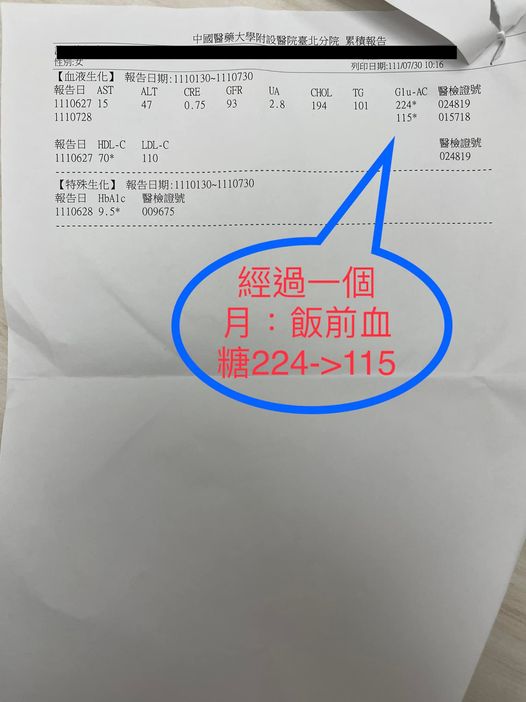 中國醫藥大學附設醫院臺北分院 累積報告
性別:女
列印日期:111/07/30 10:16
【血液生化】 報告日期:1110130~1110730
報告日 AST ALT CRE GFR UA CHOL TG Glu-AC 醫檢證號
1110627 15 47 0.75 93 2.8 194 101 224* 024819
1110728 115* 015718
報告日 HDL-C LDL-C 醫檢證號
1110627 70* 110 024819
【特殊生化】 報告日期:1110130~1110730
報告日 HbA1c 醫檢證號
1110628 9.5* 009675
經過一個
月：飯前血
糖224->115